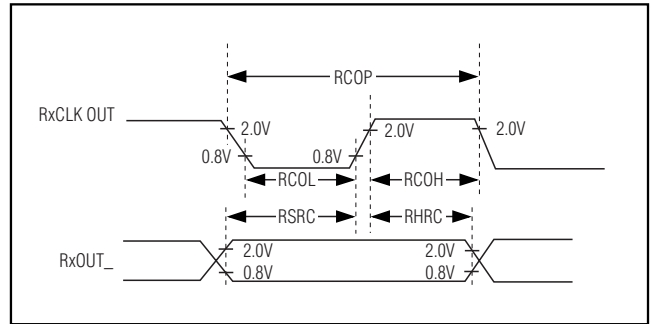 RCOP
RxCLK OUT
2.0V
2.0V
2.0V
0.8V
0.8V
RCOL
RCOH
RSRC
RHRC
RxOUT_
2.0V
2.0V
0.8V
0.8V